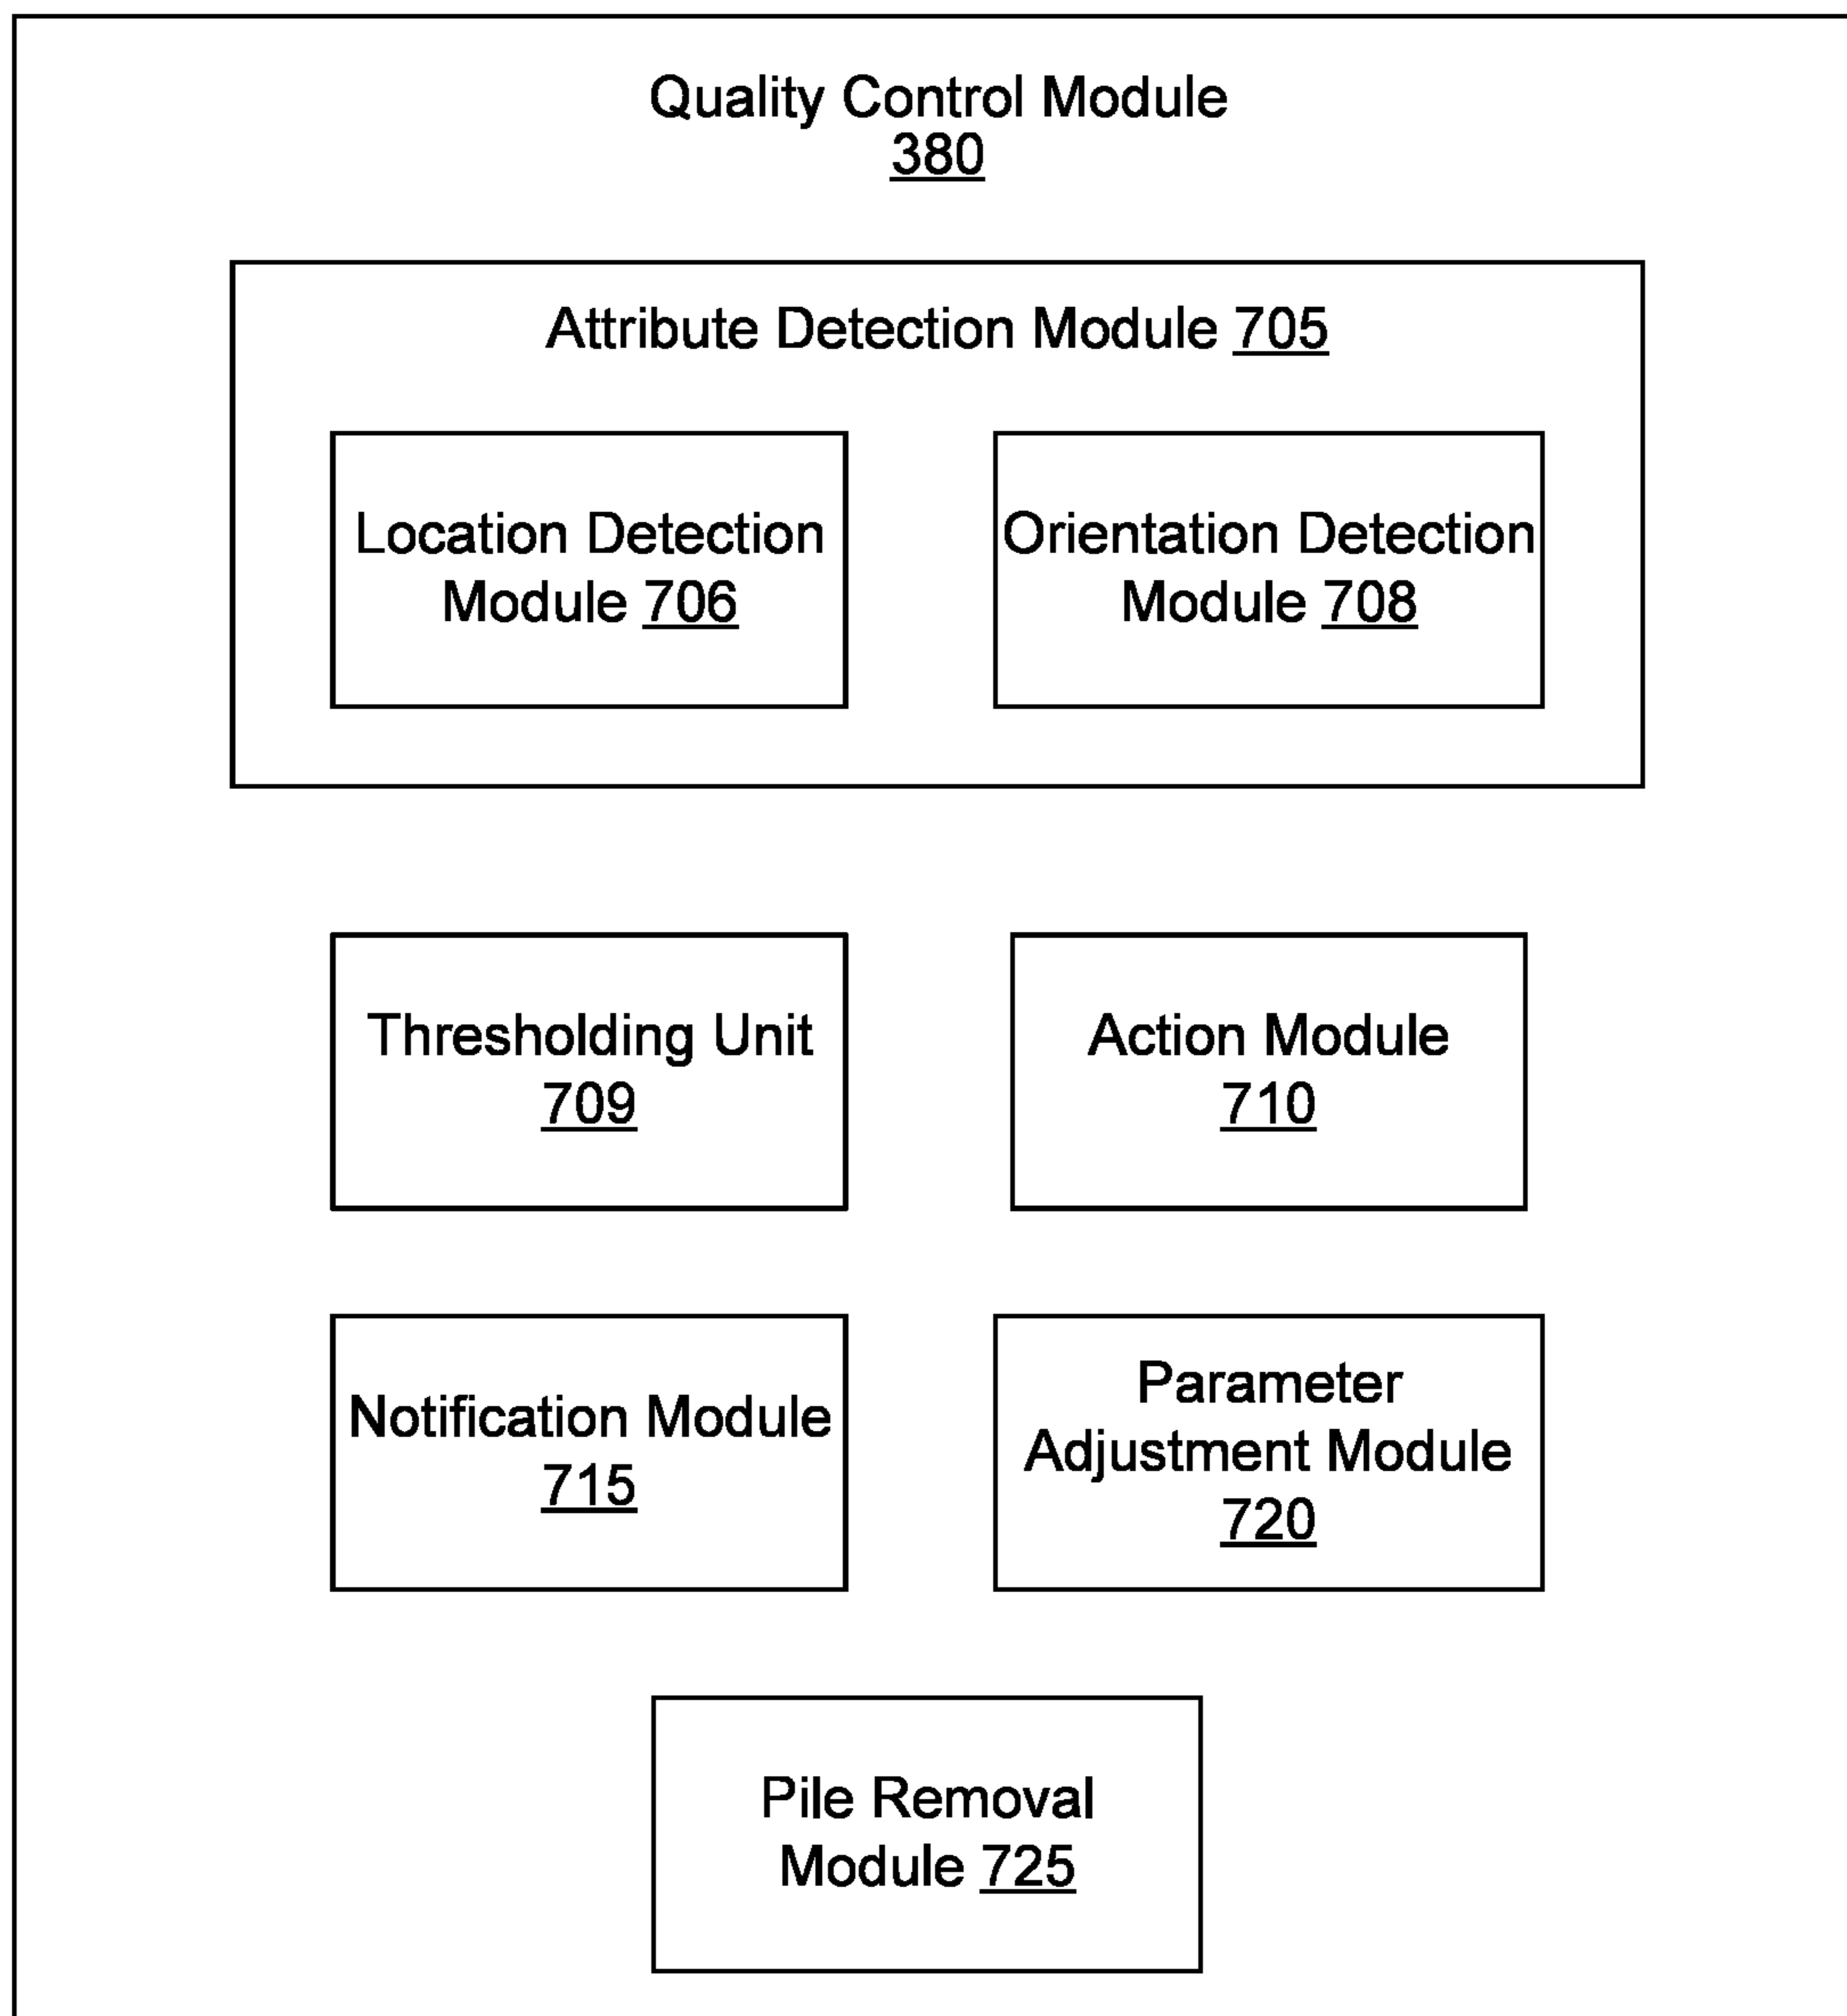 Quality Control Module
380
Attribute Detection Module 705
Location Detection
Module 706
Orientation Detection
Module 708
Thresholding Unit
709
Action Module
710
Notification Module
715
Parameter
Adjustment Module
720
Pile Removal
Module 725